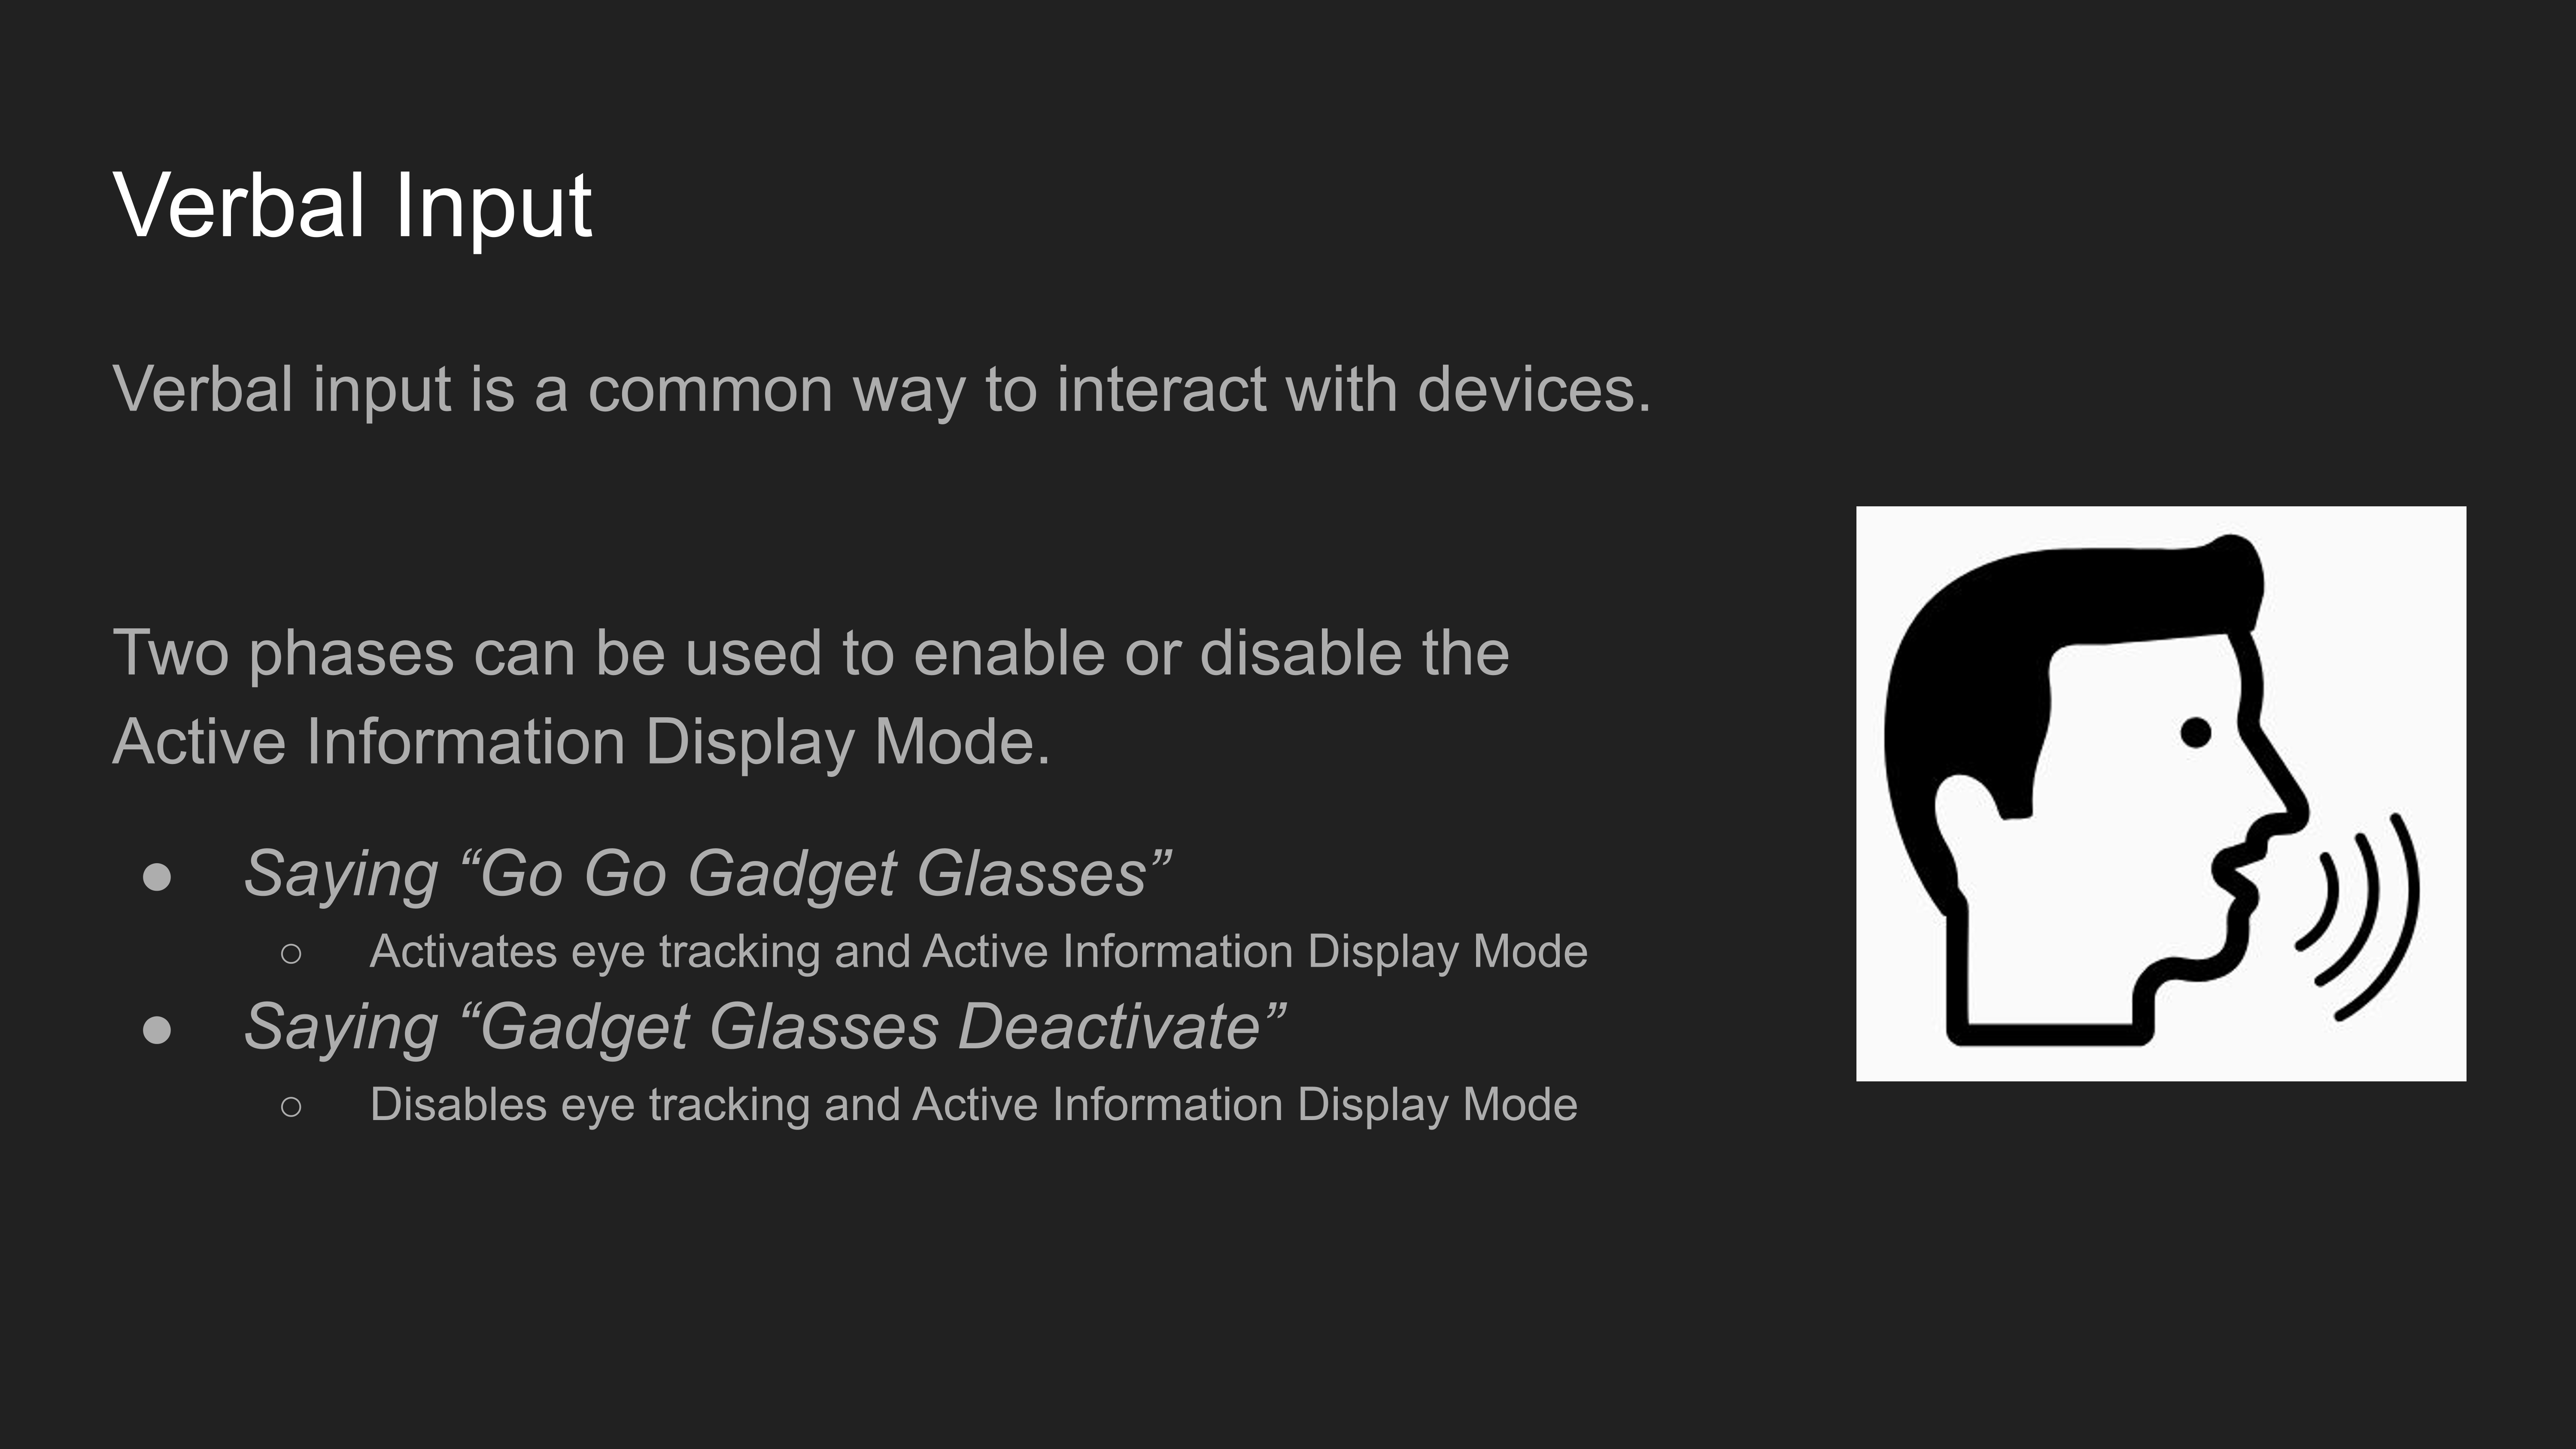 Verbal Input
Verbal input is a common way to interact with devices.
Two phases can be used to enable or disable the
Active Information Display Mode.
● Saying “Go Go Gadget Glasses”
○ Activates eye tracking and Active Information Display Mode
● Saying “Gadget Glasses Deactivate”
○ Disables eye tracking and Active Information Display Mode